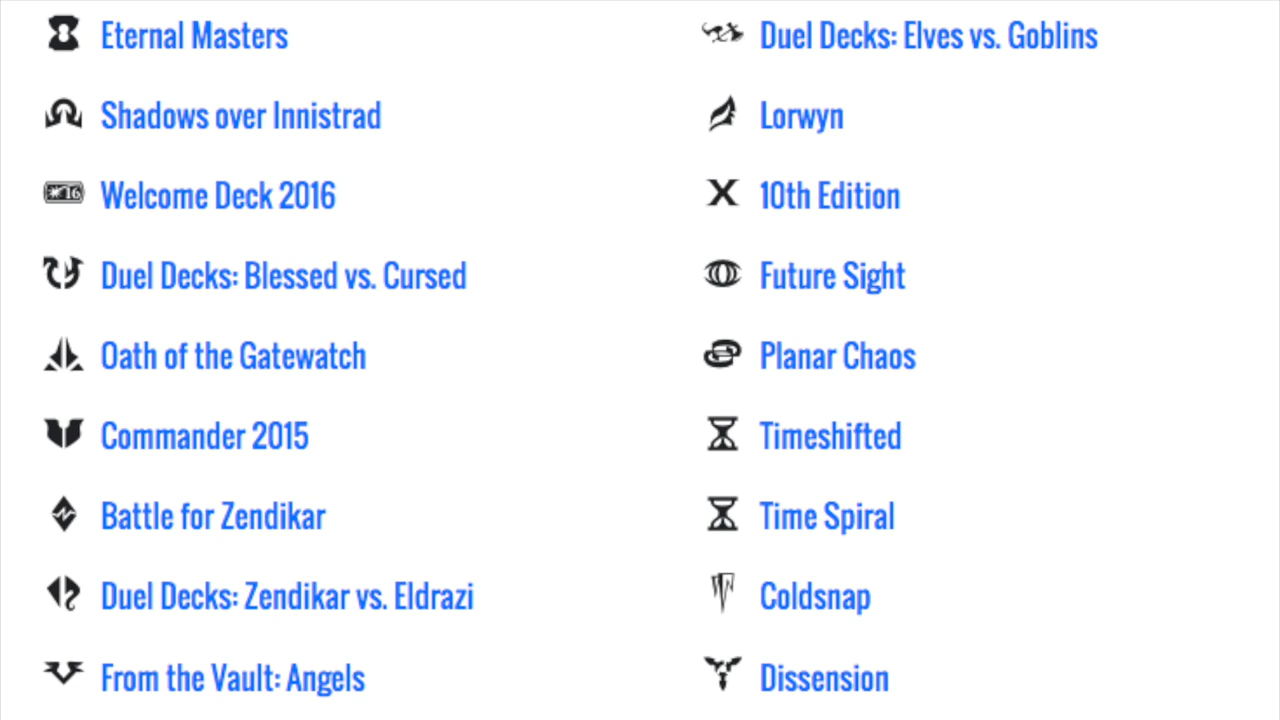 Eternal Masters
Shadows over Innistrad
16 Welcome Deck 2016
Duel Decks: Blessed vs. Cursed
Oath of the Gatewatch
Commander 2015
Battle for Zendikar
Duel Decks: Zendikar vs. Eldrazi
From the Vault: Angels
Duel Decks: Elves vs. Goblins
Lorwyn
X 10th Edition
Future Sight
Planar Chaos
Timeshifted
Time Spiral
Coldsnap
Dissension